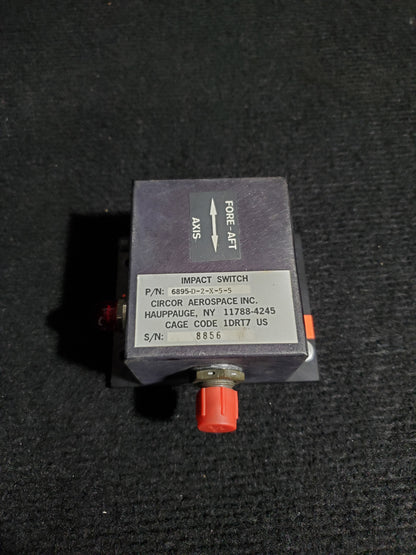 FORE-AFT
AXIS
IMPACT SWITCH
P/N: 6895-D-2-X-5-5
CIRCOR AEROSPACE INC.
HAUPPAUGE, NY 11788-4245
CAGE CODE 1DRT7 US
S/N: 8856